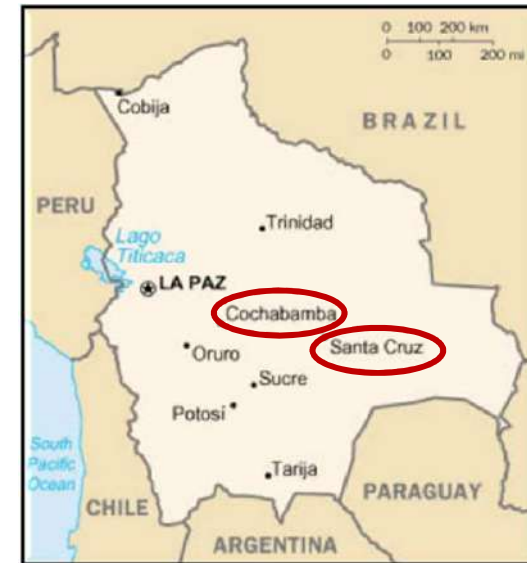 0 100 200 km
0 100 200 mi
Cobija
BRAZIL
PERU
Lago
Titicaca
Trinidad
LA PAZ
Cochabamba
Santa Cruz
Oruro
Sucre
Potosí
South
Pacific
Ocean
Tarija
PARAGUAY
CHILE
ARGENTINA